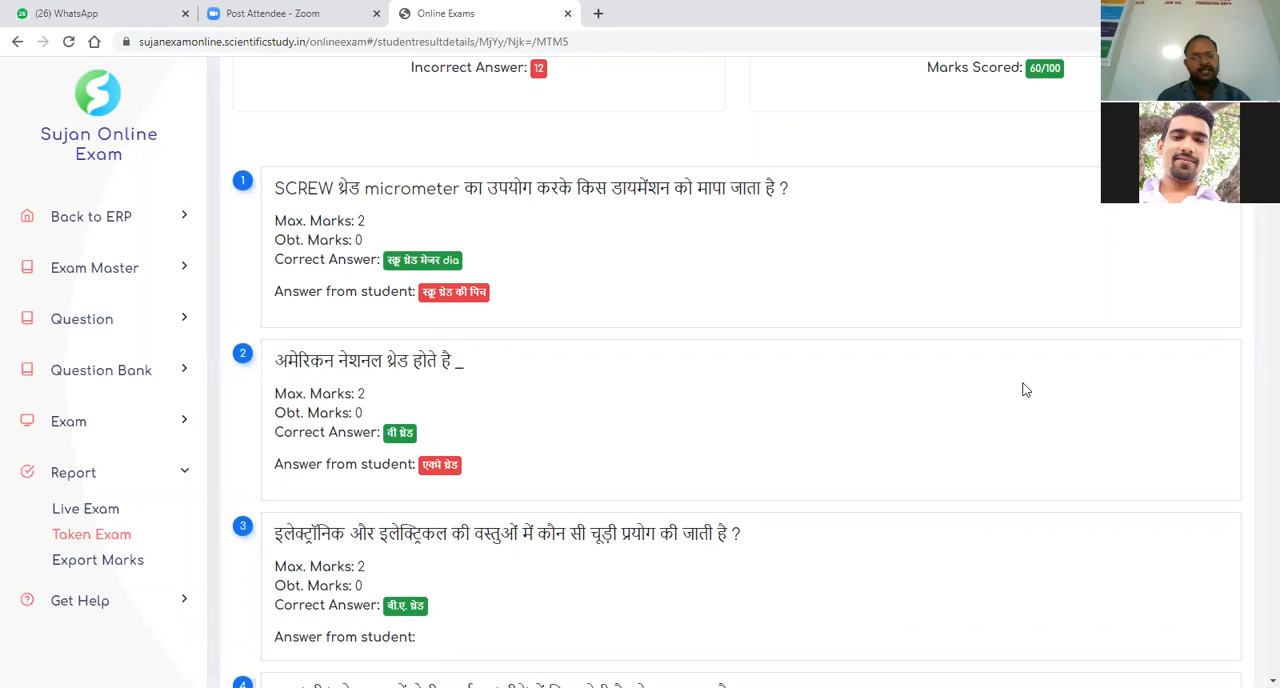 (26) WhatsApp
Post Attendee - Zoom
Online Exams
sujanexamonline.scientificstudy.in/onlineexam#/studentresultdetails/MjYy/Njk=/MTM5
Sujan Online
Exam
Back to ERP
Exam Master
Question
Question Bank
Exam
Report
Live Exam
Taken Exam
Export Marks
Get Help
Incorrect Answer: 12
Marks Scored: 60/100
1
SCREW थ्रेड micrometer का उपयोग करके किस डायमेंशन को मापा जाता है ?
Max. Marks: 2
Obt. Marks: 0
Correct Answer: स्क्रू थ्रेड मेजर dia
Answer from student: स्क्रू थ्रेड की पिच
2
अमेरिकन नेशनल थ्रेड होते है _
Max. Marks: 2
Obt. Marks: 0
Correct Answer: वी थ्रेड
Answer from student: एक्मे थ्रेड
3
इलेक्ट्रॉनिक और इलेक्ट्रिकल की वस्तुओं में कौन सी चूड़ी प्रयोग की जाती है ?
Max. Marks: 2
Obt. Marks: 0
Correct Answer: बी.ए. थ्रेड
Answer from student:
4